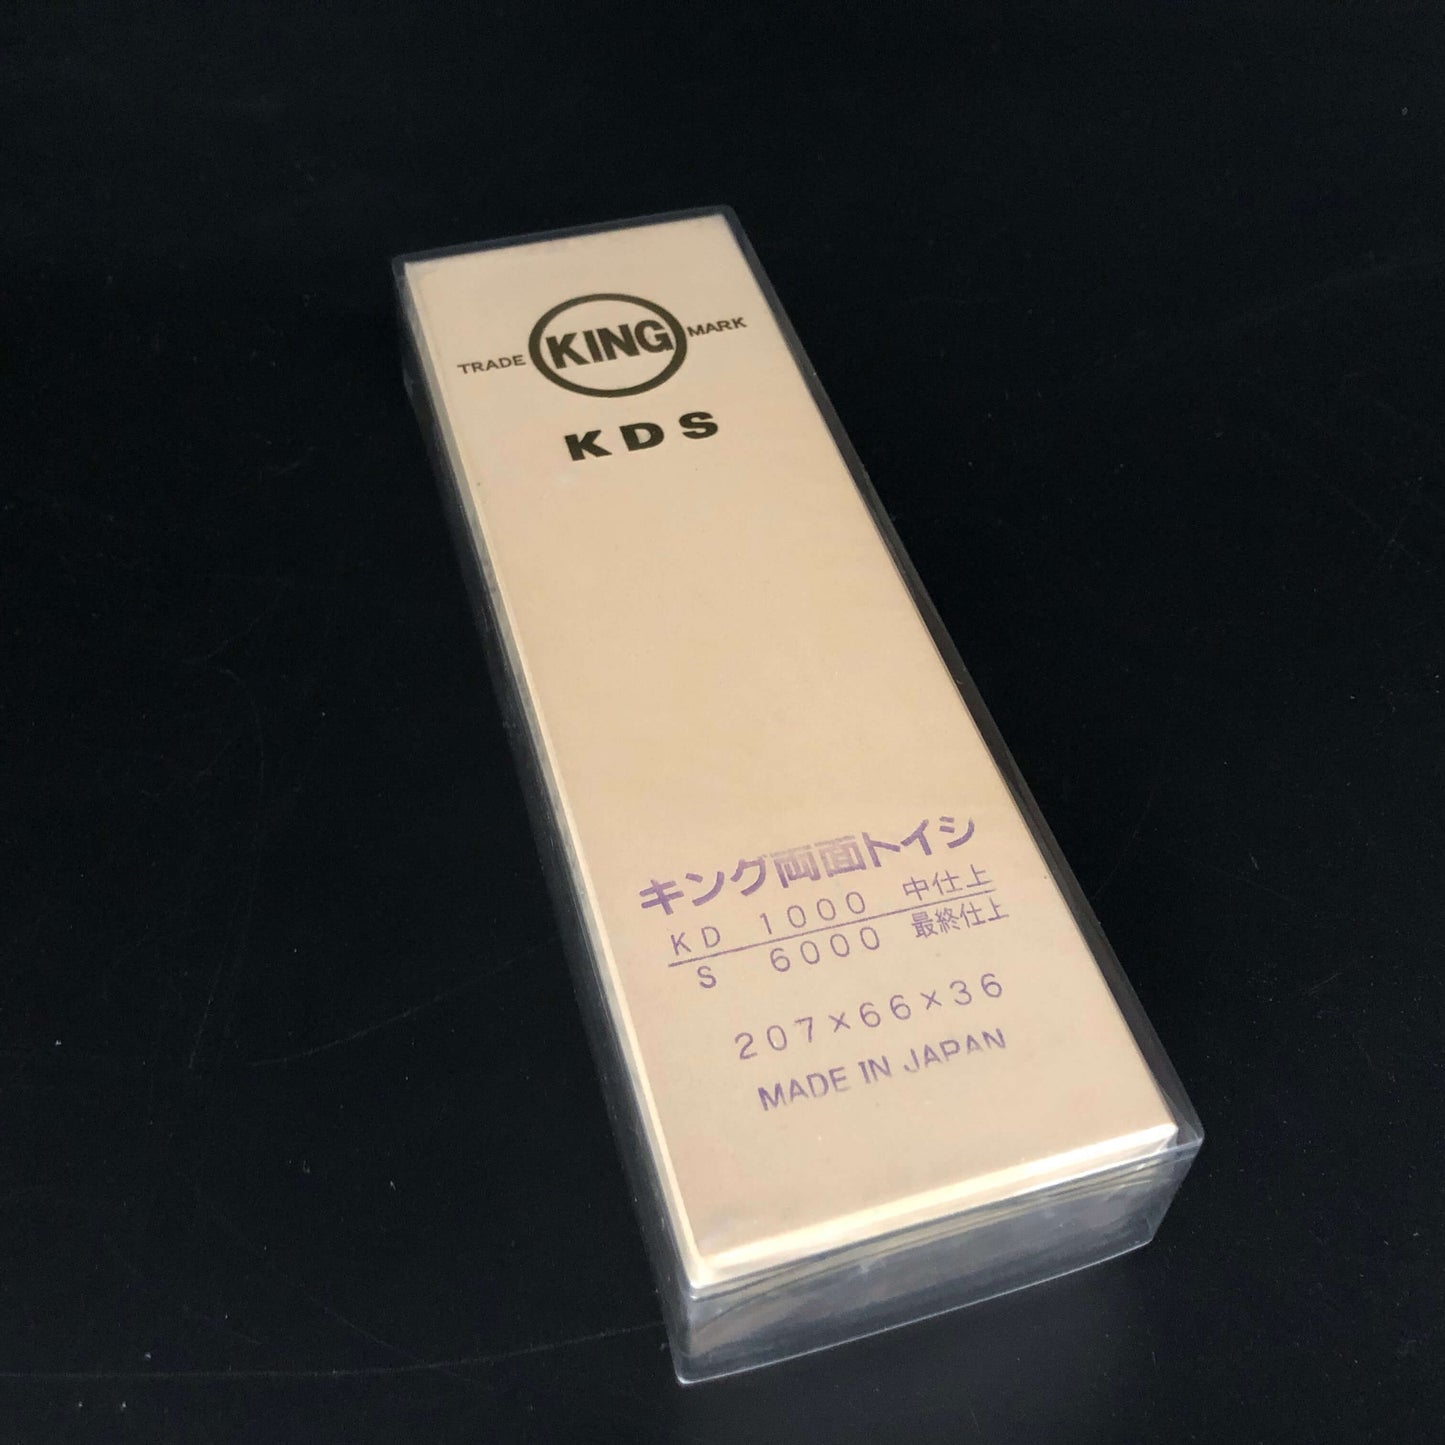 TRADE KING MARK
KDS
キング両面トイシ
KD 1000 中仕上
S 6000 最終仕上
207×66×36
MADE IN JAPAN